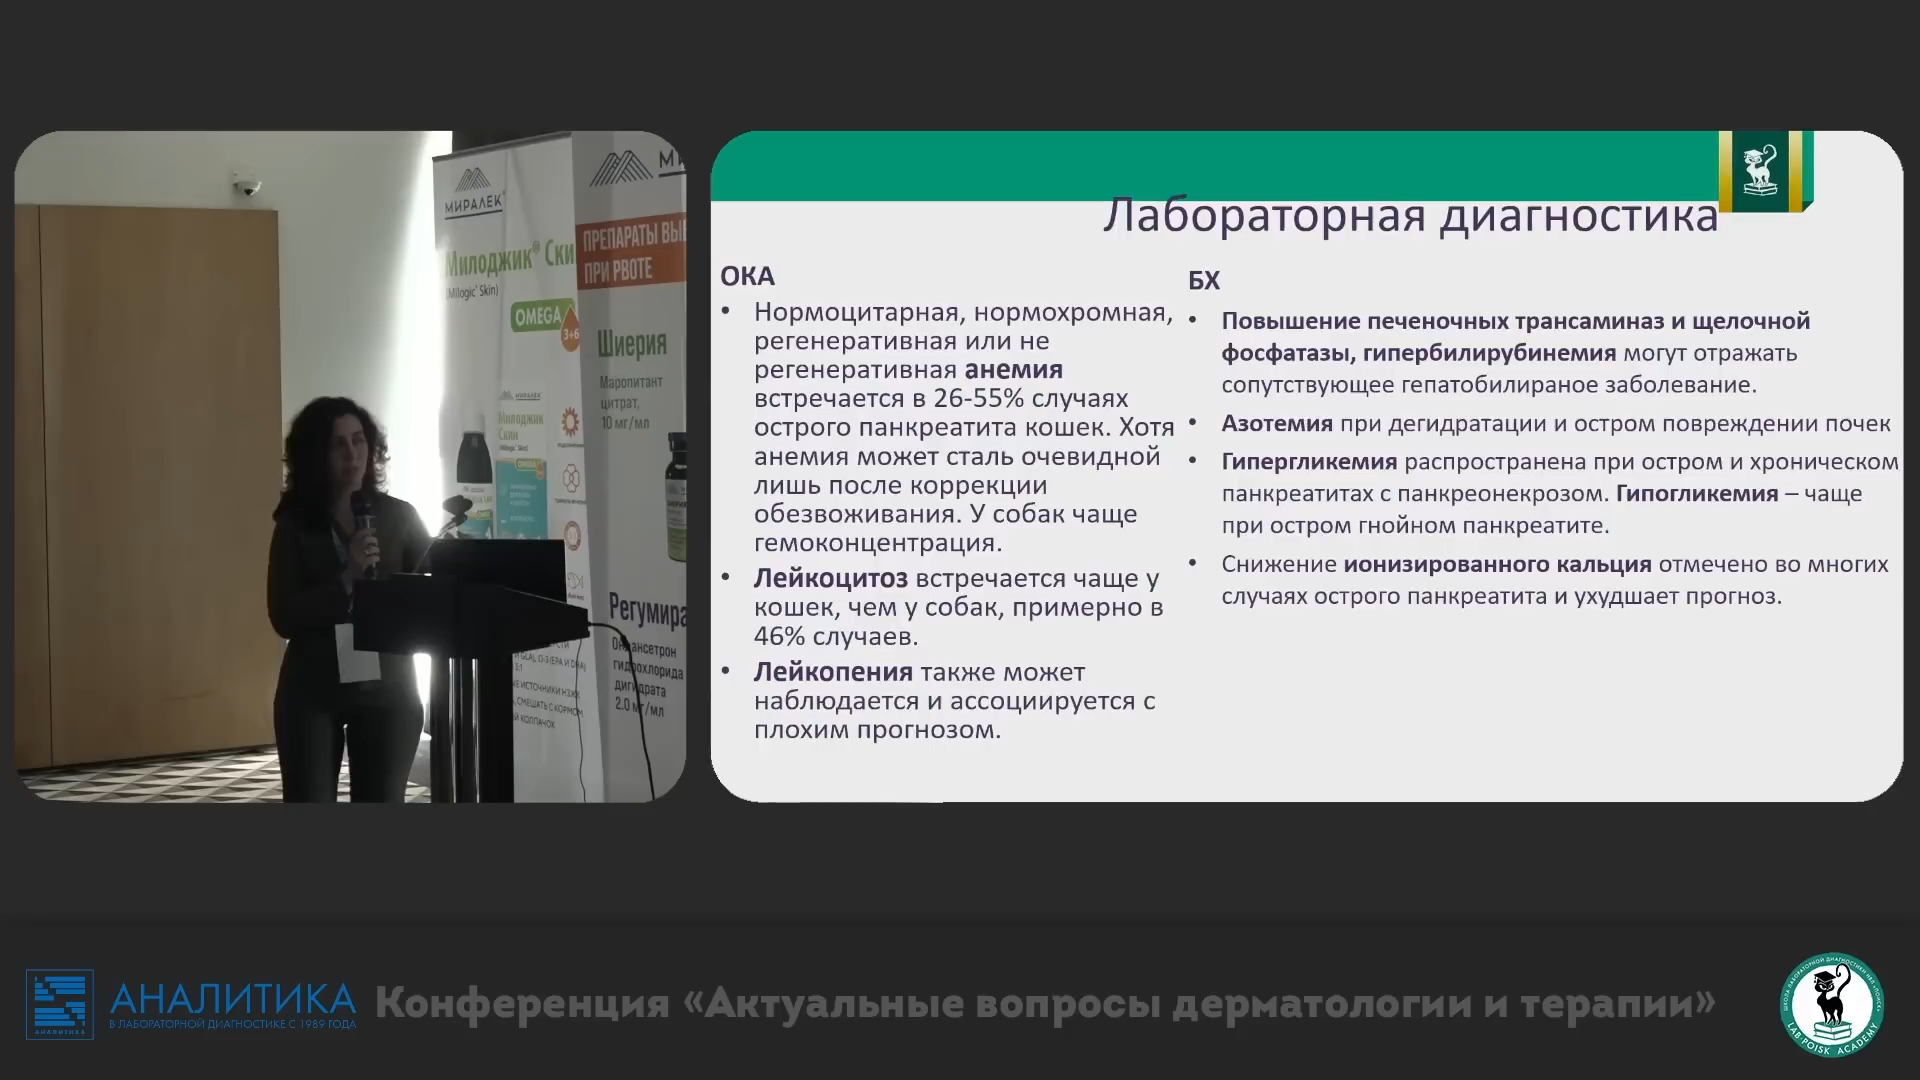 МИРАЛЕК
Милоджик® Ски
(Milogic® Skin)
OMEGA
3+6
МИРАЛЕК
Милоджик
Скин
ПРЕПАРАТЫ ВЫ
ПРИ РВОТЕ
Шиерия
Маропитант
цитрат,
10 мг/мл
Регумира
Ондансетрон
гидрохлорида
дигидрата
2.0 мг/мл
Лабораторная диагностика
ОКА
• Нормоцитарная, нормохромная,
регенеративная или не
регенеративная анемия
встречается в 26-55% случаях
острого панкреатита кошек. Хотя
анемия может сталь очевидной
лишь после коррекции
обезвоживания. У собак чаще
гемоконцентрация.
• Лейкоцитоз встречается чаще у
кошек, чем у собак, примерно в
46% случаев.
• Лейкопения также может
наблюдается и ассоциируется с
плохим прогнозом.
БХ
• Повышение печеночных трансаминаз и щелочной
фосфатазы, гипербилирубинемия могут отражать
сопутствующее гепатобилираное заболевание.
• Азотемия при дегидратации и остром повреждении почек
• Гипергликемия распространена при остром и хроническом
панкреатитах с панкреонекрозом. Гипогликемия – чаще
при остром гнойном панкреатите.
• Снижение ионизированного кальция отмечено во многих
случаях острого панкреатита и ухудшает прогноз.
АНАЛИТИКА
В ЛАБОРАТОРНОЙ ДИАГНОСТИКЕ С 1989 ГОДА
Конференция «Актуальные вопросы дерматологии и терапии»
LAB POISK ACADEMY